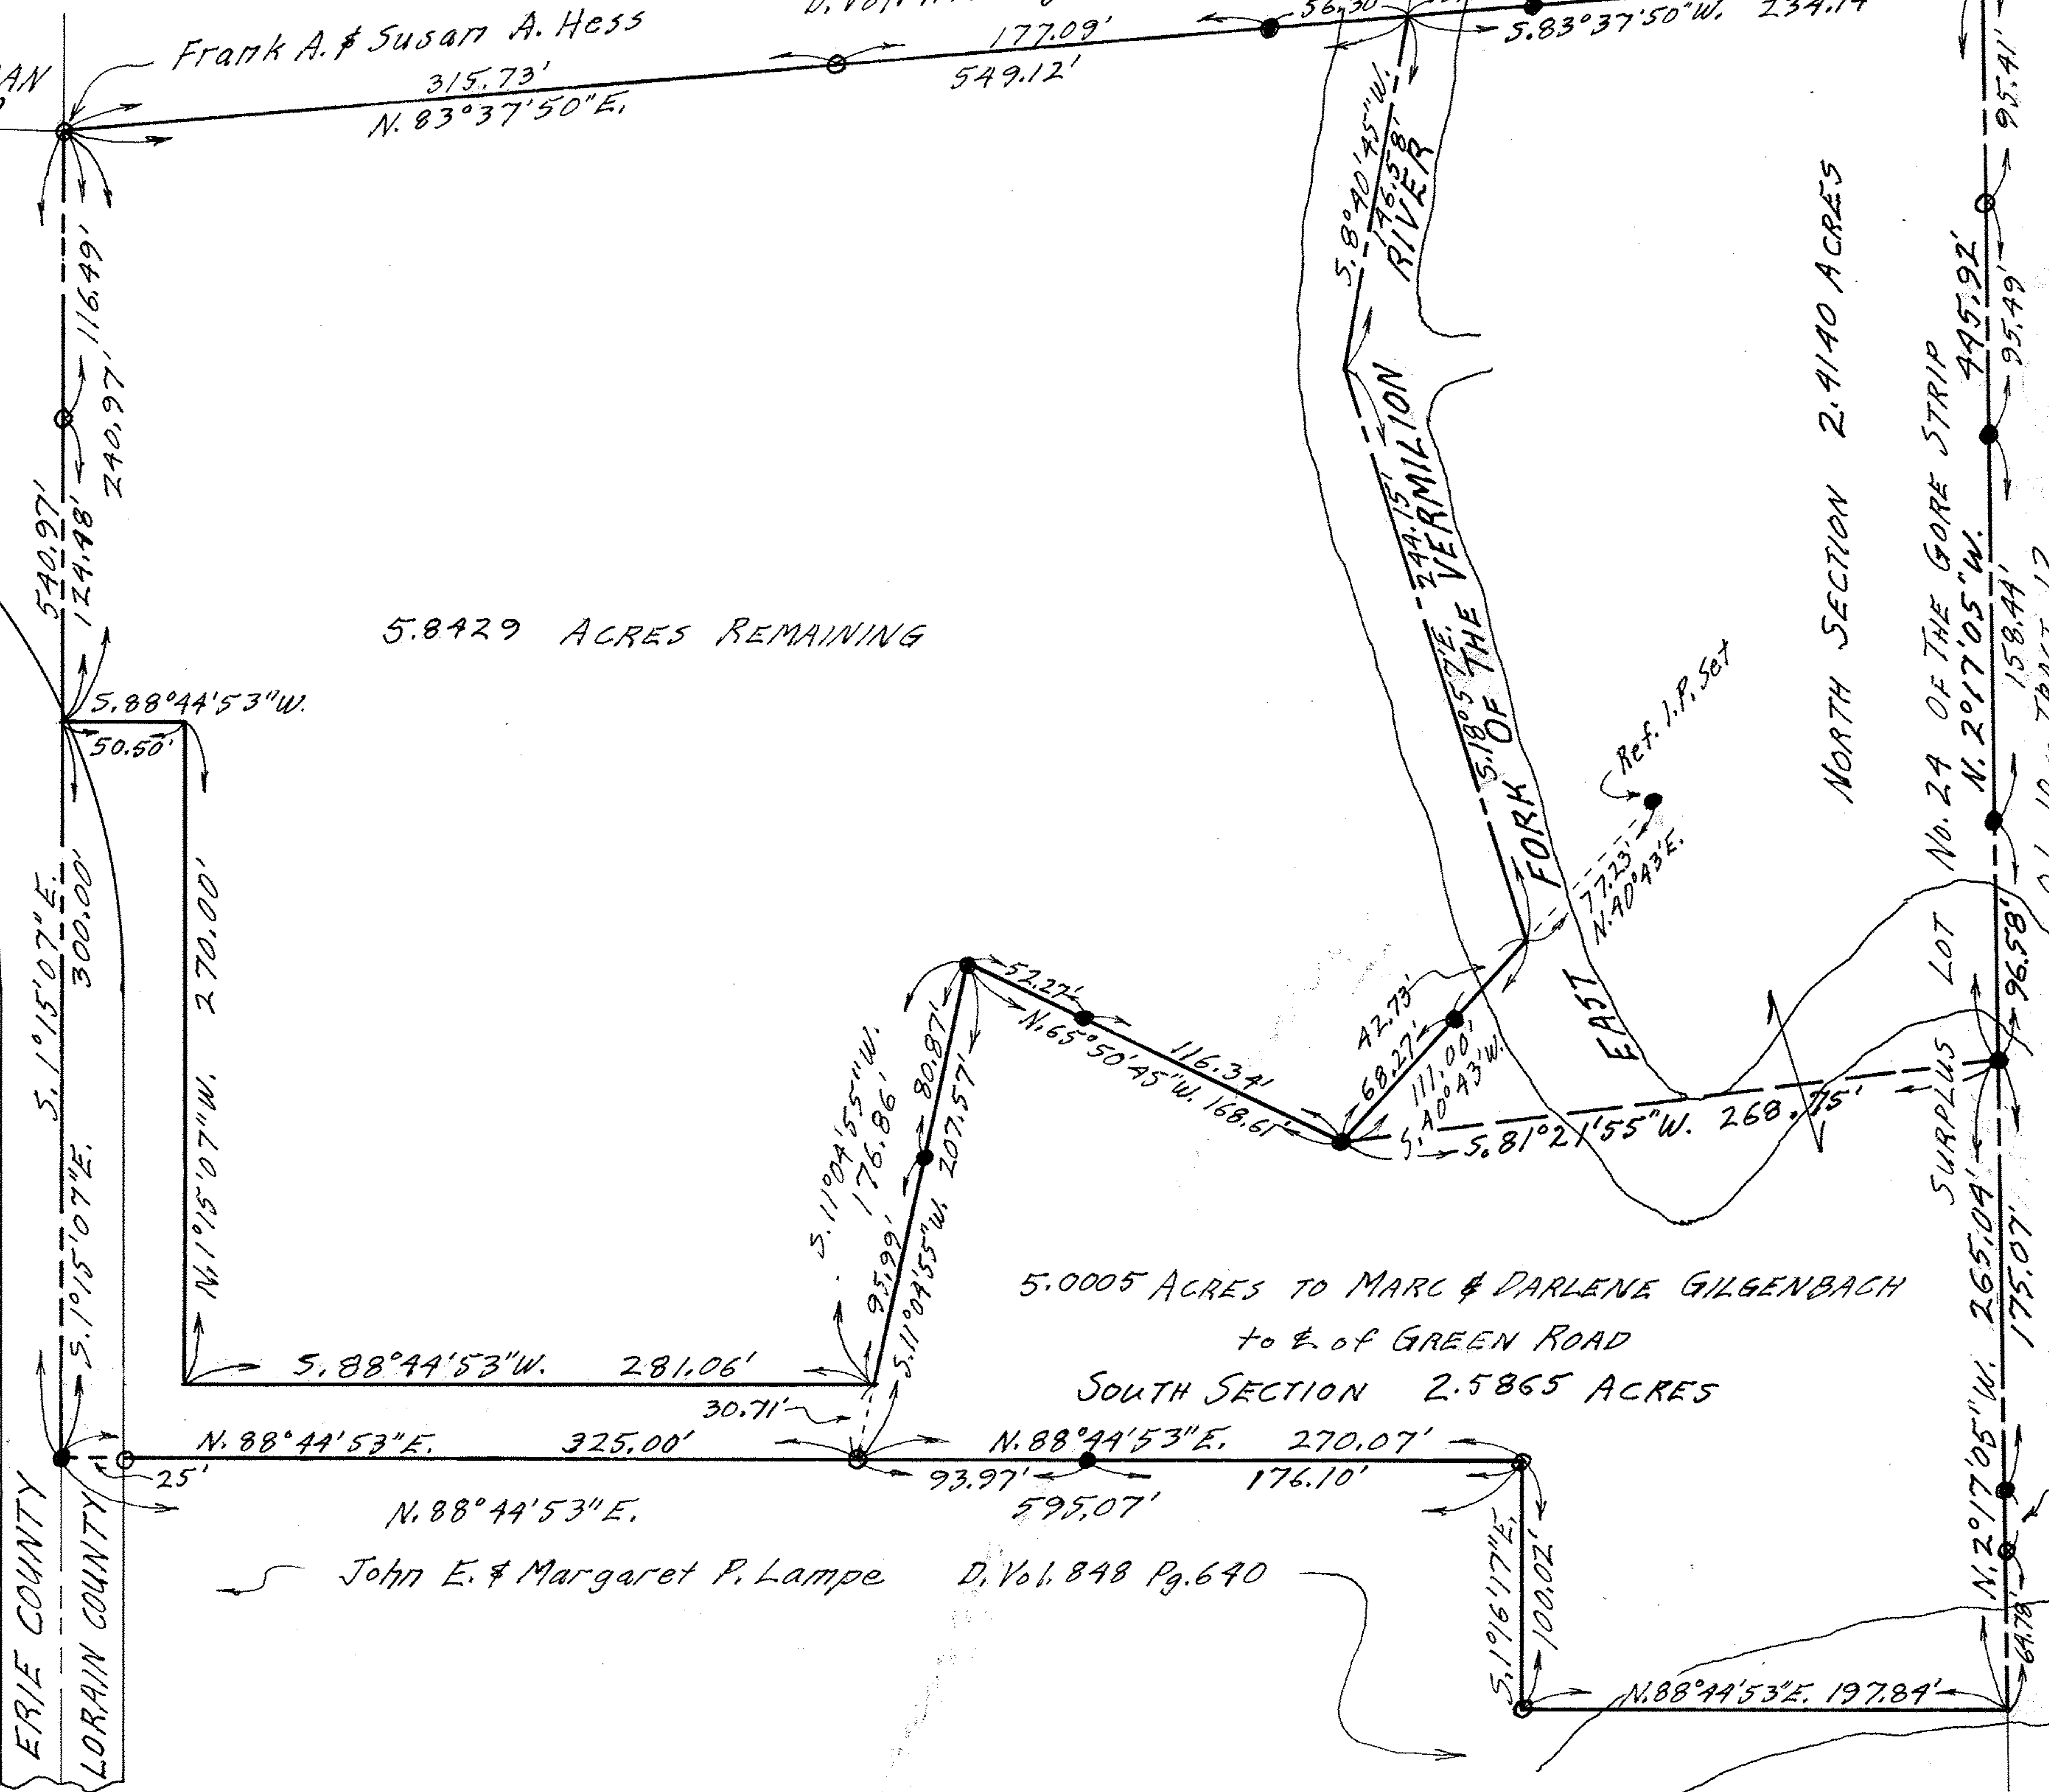 Frank A. & Susan A. Hess
177.09'
56.30'
S.83°37'50"W. 234.14'
315.73'
549.12'
N. 83°37'50"E.
S.8°40'45"W.
146.58'
RIVER
95.41'
116.49'
240.97'
540.97'
124.48'
NORTH SECTION 2.4140 ACRES
445.92'
95.49'
N. 2°17'05"W.
158.44'
244.15'
S.18°57'E.
EAST FORK OF THE VERMILION
5.8429 ACRES REMAINING
S.88°44'53"W.
50.50'
Ref. I.P. Set
77.23'
N.40°43'E.
SURPLUS LOT No. 24 OF THE GORE STRIP
S. 1°15'07"E.
300.00'
270.00'
N.1°15'07"W.
S.1°15'07"E.
96.58'
52.27'
N.65°50'45"W. 168.61'
116.34'
42.73'
68.27'
111.00'
S.40°43'W.
S.81°21'55"W. 268.75'
S.11°04'55"W.
176.86'
80.87'
207.57'
95.99'
S.11°04'55"W.
265.04'
175.07'
N.2°17'05"W.
5.0005 ACRES TO MARC & DARLENE GILGENBACH
to ℄ of GREEN ROAD
SOUTH SECTION 2.5865 ACRES
S.88°44'53"W. 281.06'
30.71'
N.88°44'53"E. 325.00'
N.88°44'53"E. 270.07'
25'
93.97'
176.10'
N.88°44'53"E.
595.07'
John E. & Margaret P. Lampe D.Vol.848 Pg.640
S.1°16'17"E.
100.02'
N.88°44'53"E. 197.84'
64.78'
ERIE COUNTY
LORAIN COUNTY